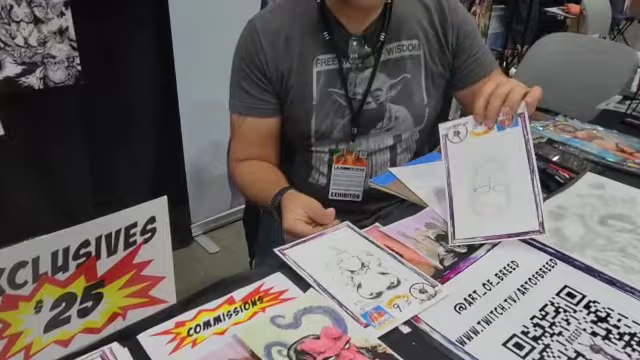 FREE WISDOM
EXHIBITOR
EXCLUSIVES
$25
COMMISSIONS
@ART_OF_BREED
WWW.TWITCH.TV/ARTOFBREED